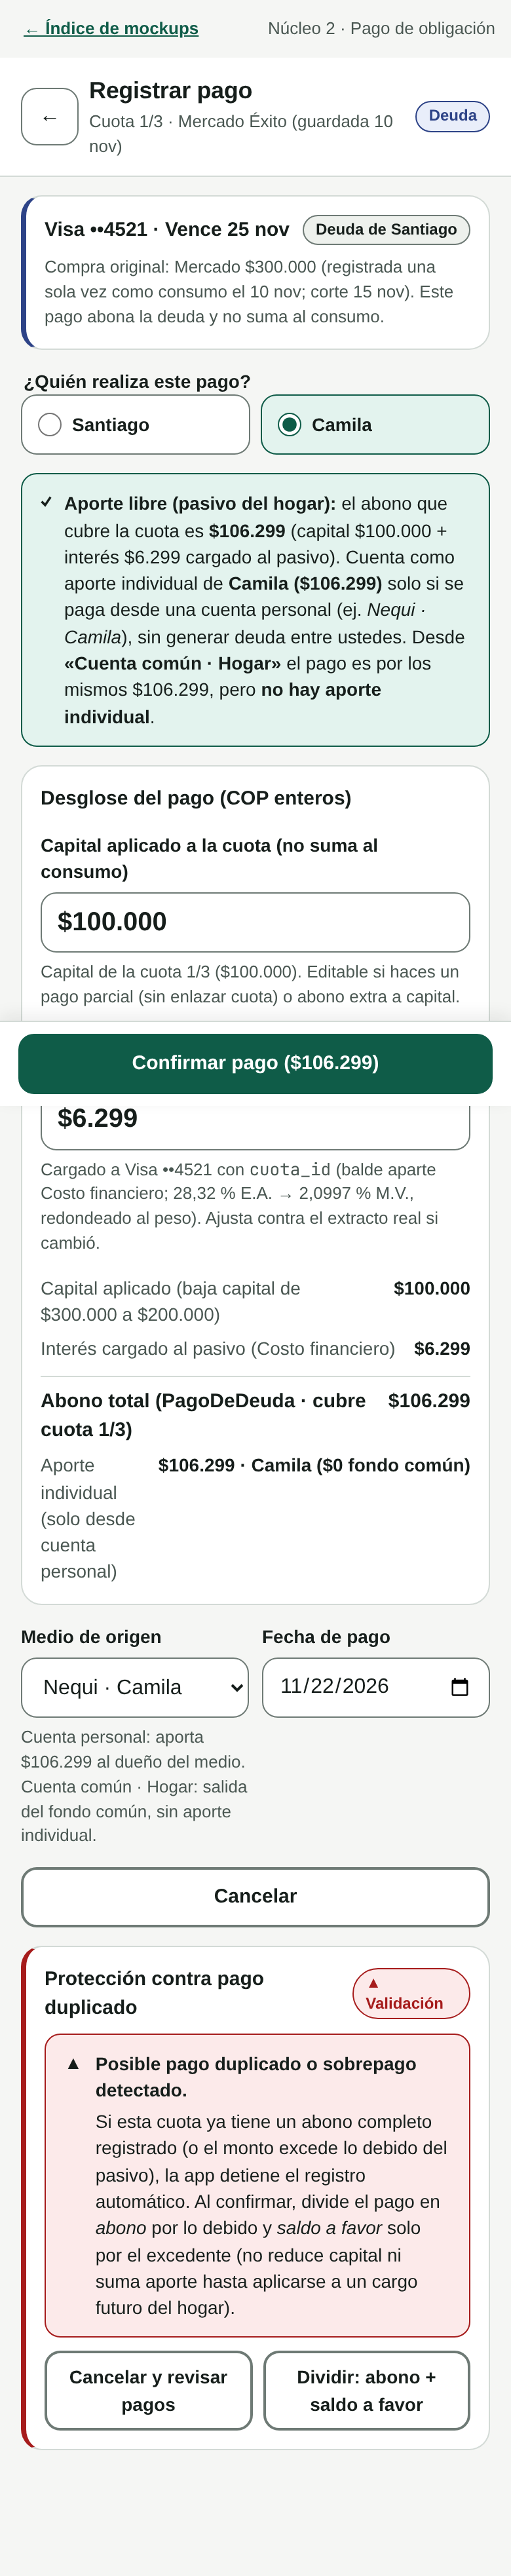 ← Índice de mockups
Núcleo 2 · Pago de obligación
←
Registrar pago
Cuota 1/3 · Mercado Éxito (guardada 10
nov)
Deuda
Visa ••4521 · Vence 25 nov
Deuda de Santiago
Compra original: Mercado $300.000 (registrada una
sola vez como consumo el 10 nov; corte 15 nov). Este
pago abona la deuda y no suma al consumo.
¿Quién realiza este pago?
Santiago
Camila
✓ Aporte libre (pasivo del hogar): el abono que
cubre la cuota es $106.299 (capital $100.000 +
interés $6.299 cargado al pasivo). Cuenta como
aporte individual de Camila ($106.299) solo si se
paga desde una cuenta personal (ej. Nequi ·
Camila), sin generar deuda entre ustedes. Desde
«Cuenta común · Hogar» el pago es por los
mismos $106.299, pero no hay aporte
individual.
Desglose del pago (COP enteros)
Capital aplicado a la cuota (no suma al
consumo)
$100.000
Capital de la cuota 1/3 ($100.000). Editable si haces un
pago parcial (sin enlazar cuota) o abono extra a capital.
Confirmar pago ($106.299)
$6.299
Cargado a Visa ••4521 con cuota_id (balde aparte
Costo financiero; 28,32 % E.A. → 2,0997 % M.V.,
redondeado al peso). Ajusta contra el extracto real si
cambió.
Capital aplicado (baja capital de
$300.000 a $200.000)
$100.000
Interés cargado al pasivo (Costo financiero)
$6.299
Abono total (PagoDeDeuda · cubre
cuota 1/3)
$106.299
Aporte
individual
(solo desde
cuenta
personal)
$106.299 · Camila ($0 fondo común)
Medio de origen
Fecha de pago
Nequi · Camila
11/22/2026
Cuenta personal: aporta
$106.299 al dueño del medio.
Cuenta común · Hogar: salida
del fondo común, sin aporte
individual.
Cancelar
Protección contra pago
duplicado
▲
Validación
▲ Posible pago duplicado o sobrepago
detectado.
Si esta cuota ya tiene un abono completo
registrado (o el monto excede lo debido del
pasivo), la app detiene el registro
automático. Al confirmar, divide el pago en
abono por lo debido y saldo a favor solo
por el excedente (no reduce capital ni
suma aporte hasta aplicarse a un cargo
futuro del hogar).
Cancelar y revisar
pagos
Dividir: abono +
saldo a favor